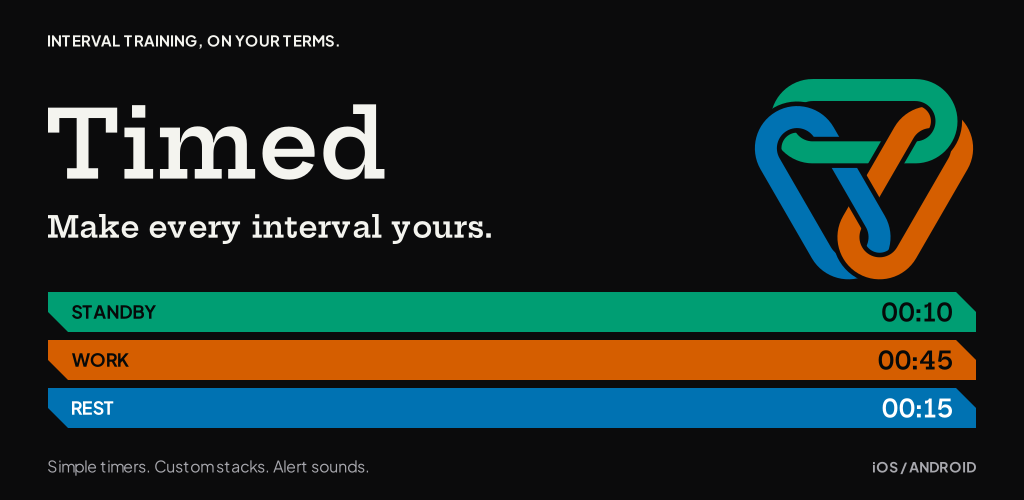 INTERVAL TRAINING, ON YOUR TERMS.
Timed
Make every interval yours.
STANDBY 00:10
WORK 00:45
REST 00:15
Simple timers. Custom stacks. Alert sounds.
iOS / ANDROID